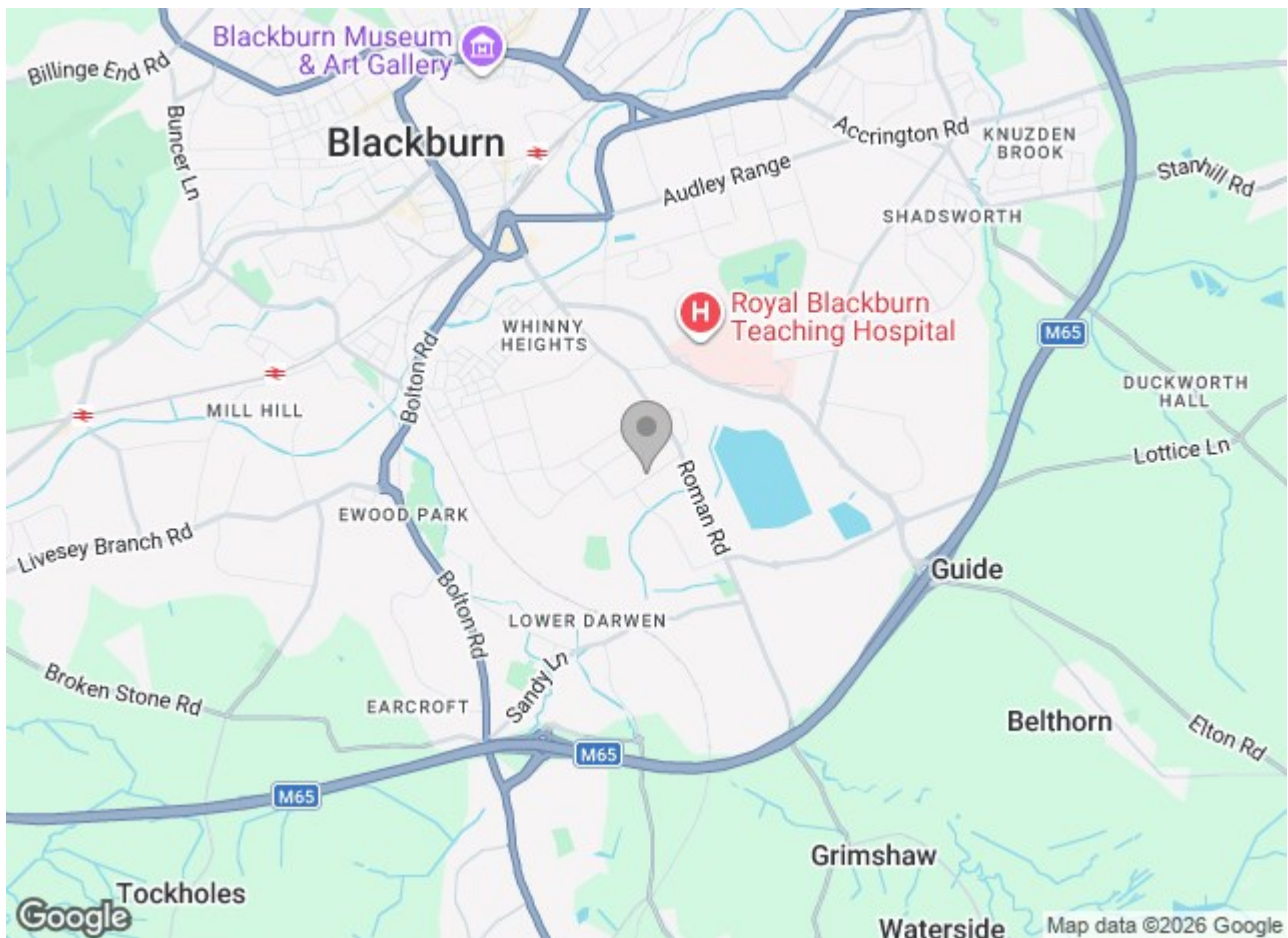 Blackburn Museum
& Art Gallery
Billinge End Rd
Buncer Ln
Blackburn
Accrington Rd
KNUZDEN
BROOK
Audley Range
Stanhill Rd
SHADSWORTH
Royal Blackburn
Teaching Hospital
WHINNY
HEIGHTS
M65
Bolton Rd
MILL HILL
DUCKWORTH
HALL
Lottice Ln
Roman Rd
EWOOD PARK
Livesey Branch Rd
Guide
Bolton Rd
LOWER DARWEN
Sandy Ln
Broken Stone Rd
EARCROFT
Belthorn
Elton Rd
M65
M65
Grimshaw
Tockholes
Waterside
Google
Map data ©2026 Google